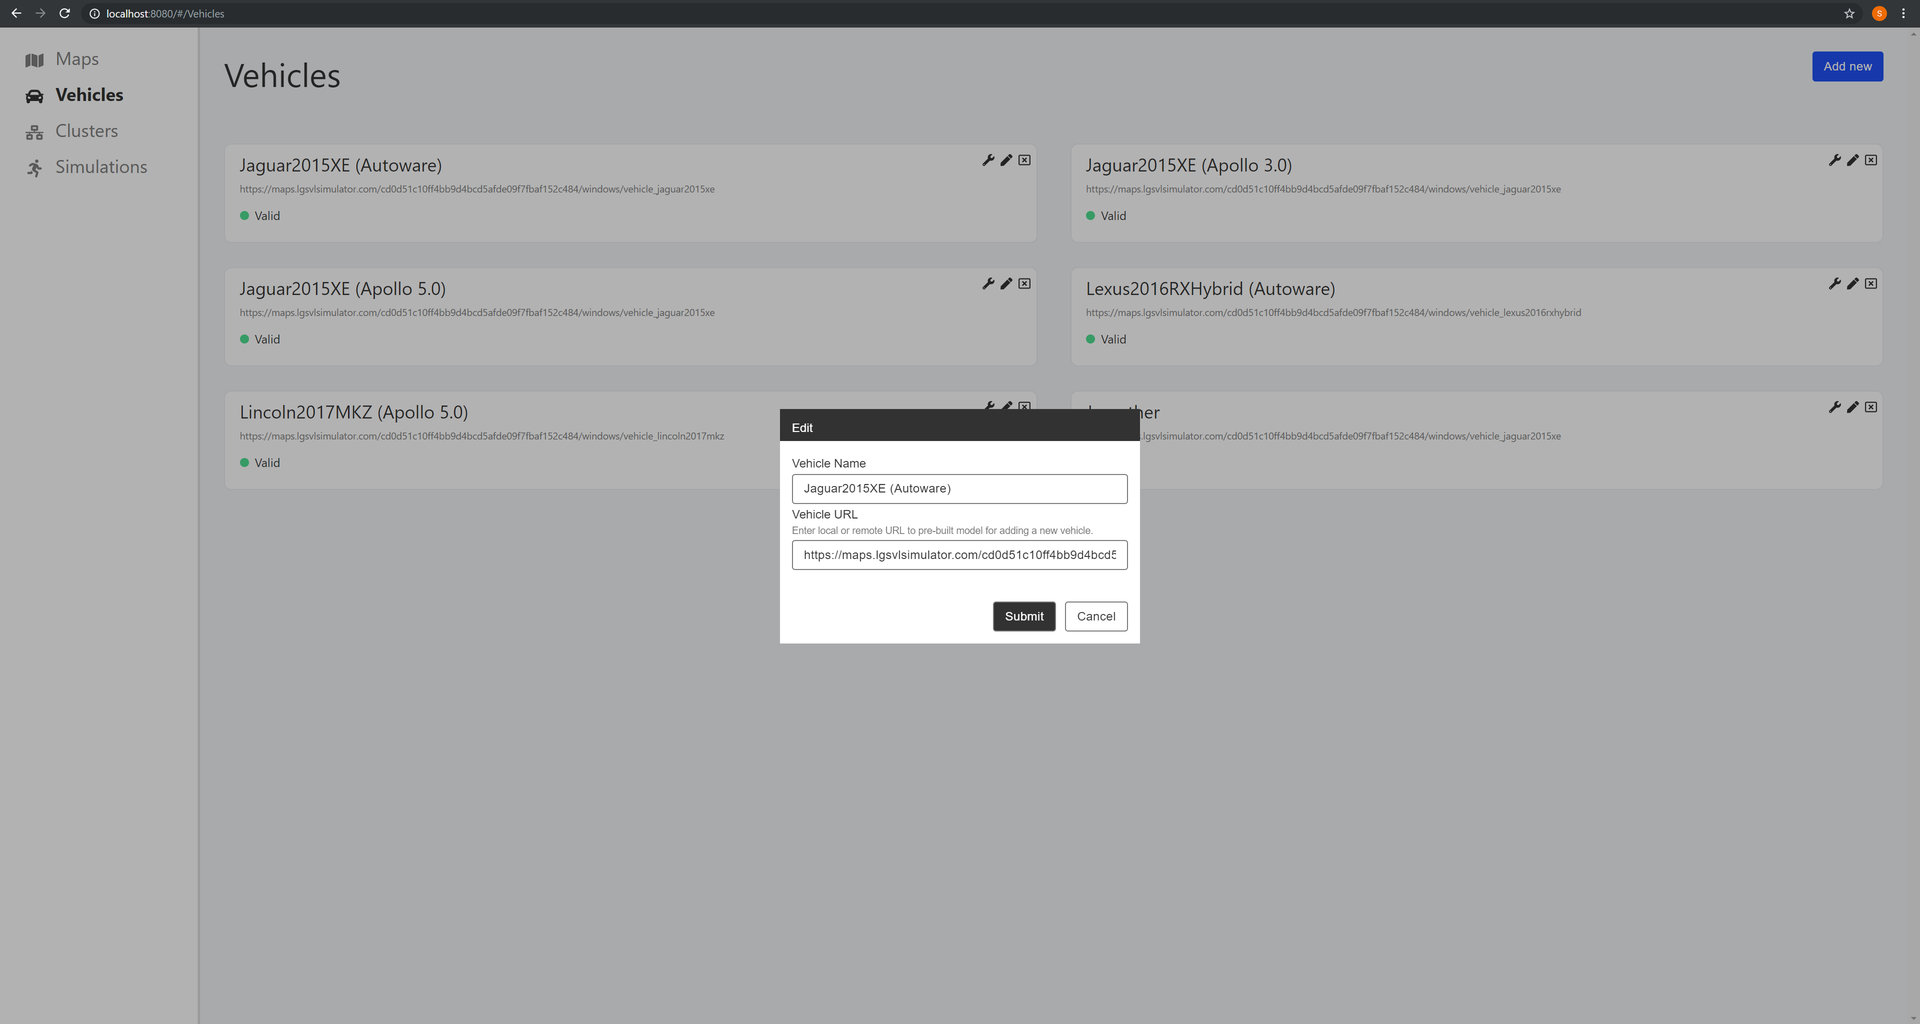 localhost:8080/#/Vehicles
S
Maps
Vehicles
Clusters
Simulations
Vehicles
Add new
Jaguar2015XE (Autoware)
https://maps.lgsvlsimulator.com/cd0d51c10ff4bb9d4bcd5afde09f7fbaf152c484/windows/vehicle_jaguar2015xe
Valid
Jaguar2015XE (Apollo 3.0)
https://maps.lgsvlsimulator.com/cd0d51c10ff4bb9d4bcd5afde09f7fbaf152c484/windows/vehicle_jaguar2015xe
Valid
Jaguar2015XE (Apollo 5.0)
https://maps.lgsvlsimulator.com/cd0d51c10ff4bb9d4bcd5afde09f7fbaf152c484/windows/vehicle_jaguar2015xe
Valid
Lexus2016RXHybrid (Autoware)
https://maps.lgsvlsimulator.com/cd0d51c10ff4bb9d4bcd5afde09f7fbaf152c484/windows/vehicle_lexus2016rxhybrid
Valid
Lincoln2017MKZ (Apollo 5.0)
https://maps.lgsvlsimulator.com/cd0d51c10ff4bb9d4bcd5afde09f7fbaf152c484/windows/vehicle_lincoln2017mkz
Valid
.lgsvlsimulator.com/cd0d51c10ff4bb9d4bcd5afde09f7fbaf152c484/windows/vehicle_jaguar2015xe
Edit
Vehicle Name
Jaguar2015XE (Autoware)
Vehicle URL
Enter local or remote URL to pre-built model for adding a new vehicle.
https://maps.lgsvlsimulator.com/cd0d51c10ff4bb9d4bcd5
Submit
Cancel